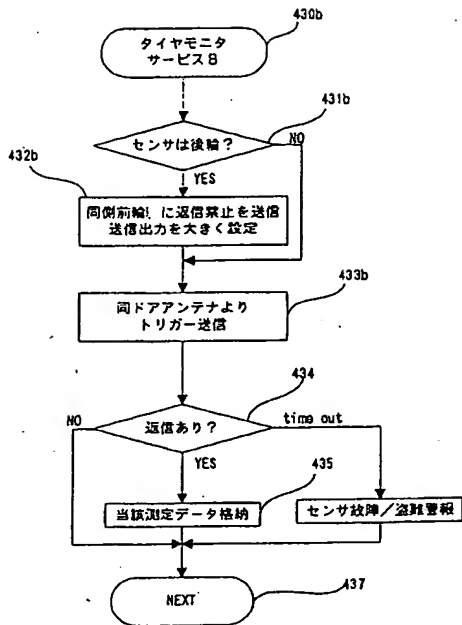 430b
タイヤモニタ
サービス8
431b
センサは後輪?
NO
432b
YES
同側前輪に返信禁止を送信
送信出力を大きく設定
433b
同ドアアンテナより
トリガー送信
434
NO
返信あり?
time out
YES
435
当該測定データ格納
センサ故障/盗難警報
NEXT
437